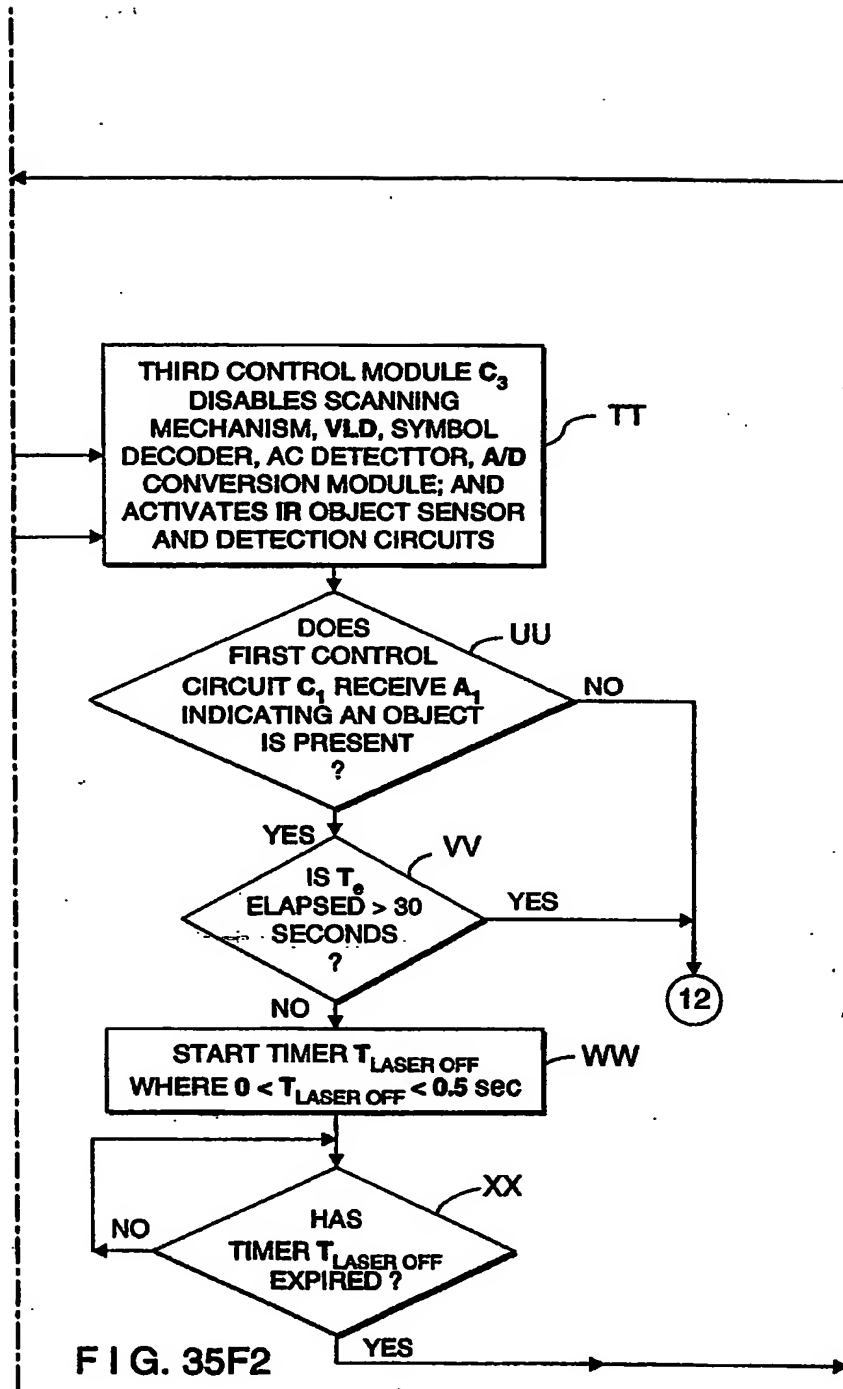 THIRD CONTROL MODULE C3
DISABLES SCANNING
MECHANISM, VLD, SYMBOL
DECODER, AC DETECTTOR, A/D
CONVERSION MODULE; AND
ACTIVATES IR OBJECT SENSOR
AND DETECTION CIRCUITS
TT
DOES
FIRST CONTROL
CIRCUIT C1 RECEIVE A1
INDICATING AN OBJECT
IS PRESENT
?
UU
NO
YES
IS Te
ELAPSED > 30
SECONDS
?
VV
YES
12
NO
START TIMER TLASER OFF
WHERE 0 < TLASER OFF < 0.5 sec
WW
HAS
TIMER TLASER OFF
EXPIRED ?
XX
NO
YES
FIG. 35F2